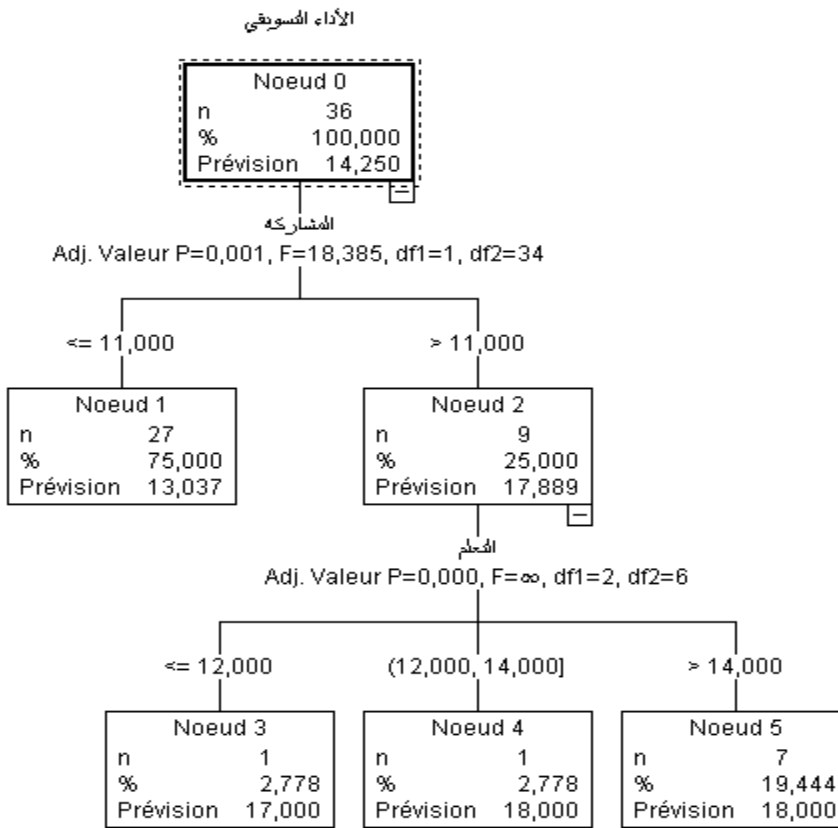 الأداء التسويقي
Noeud 0
n 36
% 100,000
Prévision 14,250
المشاركه
Adj. Valeur P=0,001, F=18,385, df1=1, df2=34
<= 11,000
> 11,000
Noeud 1
n 27
% 75,000
Prévision 13,037
Noeud 2
n 9
% 25,000
Prévision 17,889
التعلم
Adj. Valeur P=0,000, F=∞, df1=2, df2=6
<= 12,000
(12,000, 14,000]
> 14,000
Noeud 3
n 1
% 2,778
Prévision 17,000
Noeud 4
n 1
% 2,778
Prévision 18,000
Noeud 5
n 7
% 19,444
Prévision 18,000